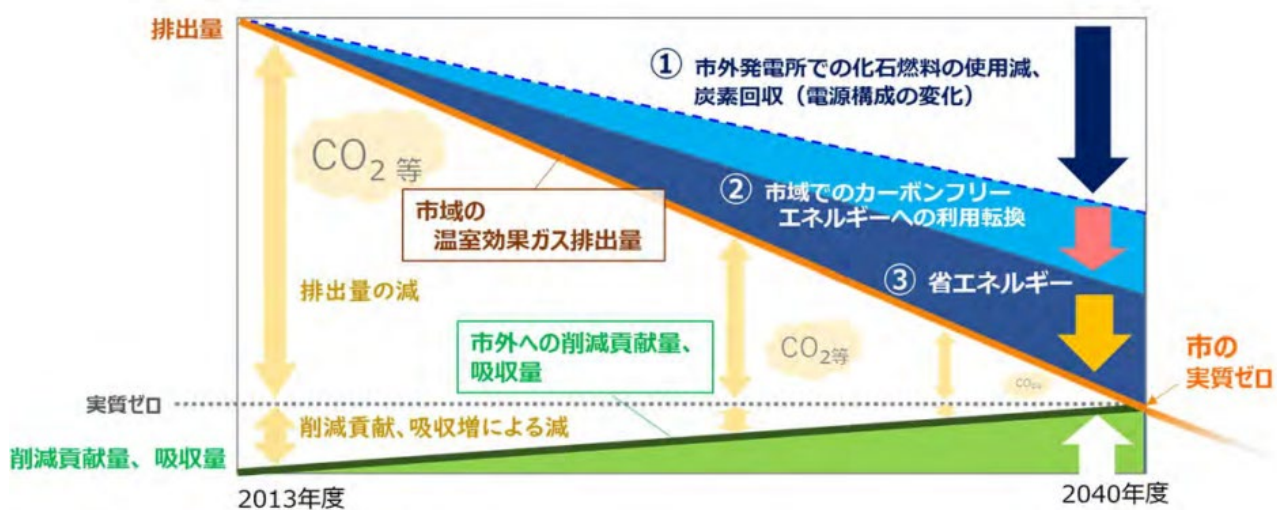 排出量
① 市外発電所での化石燃料の使用減、
炭素回収（電源構成の変化）
CO₂ 等
② 市域でのカーボンフリー
エネルギーへの利用転換
市域の
温室効果ガス排出量
③ 省エネルギー
排出量の減
市外への削減貢献量、
吸収量
CO₂等
市の
実質ゼロ
実質ゼロ
削減貢献、吸収増による減
削減貢献量、吸収量
2013年度
2040年度